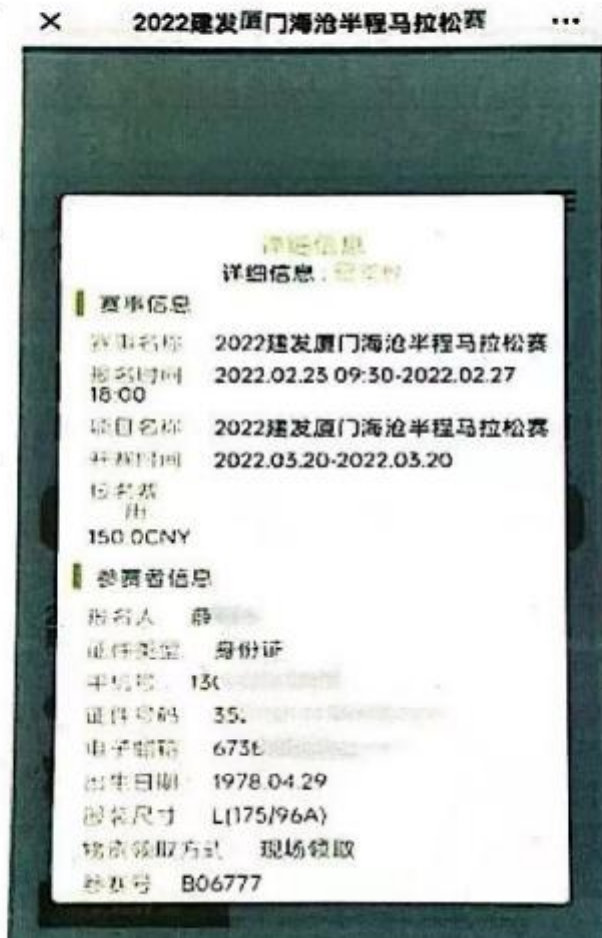 × 2022建发厦门海沧半程马拉松赛 ...
详细信息
详细信息:
赛事信息
赛事名称 2022建发厦门海沧半程马拉松赛
报名时间 2022.02.23 09:30-2022.02.27
18:00
项目名称 2022建发厦门海沧半程马拉松赛
开赛时间 2022.03.20-2022.03.20
报名费
用
150.0CNY
参赛者信息
报名人 薛
证件类型 身份证
手机号 130
证件号码 35
电子邮箱 673
出生日期 1978.04.29
服装尺寸 L(175/96A)
物资领取方式 现场领取
参赛号 B06777